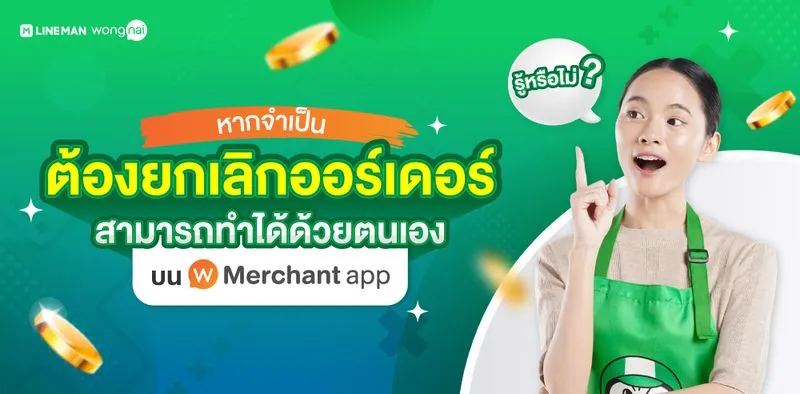 LINE MAN wongnai
รู้หรือไม่?
หากจำเป็น
ต้องยกเลิกออร์เดอร์
สามารถทำได้ด้วยตนเอง
บน W Merchant app